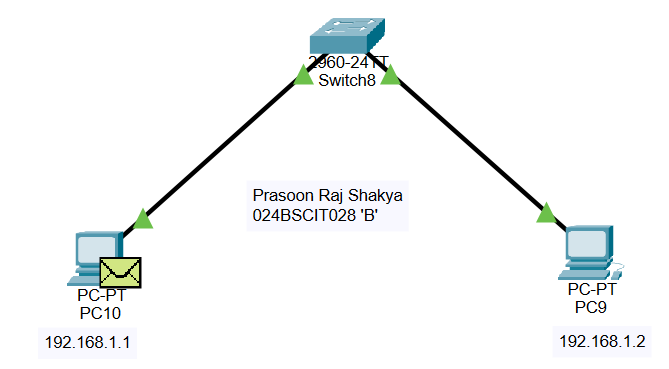 2960-24TT
Switch8
Prasoon Raj Shakya
024BSCIT028 'B'
PC-PT
PC10
192.168.1.1
PC-PT
PC9
192.168.1.2